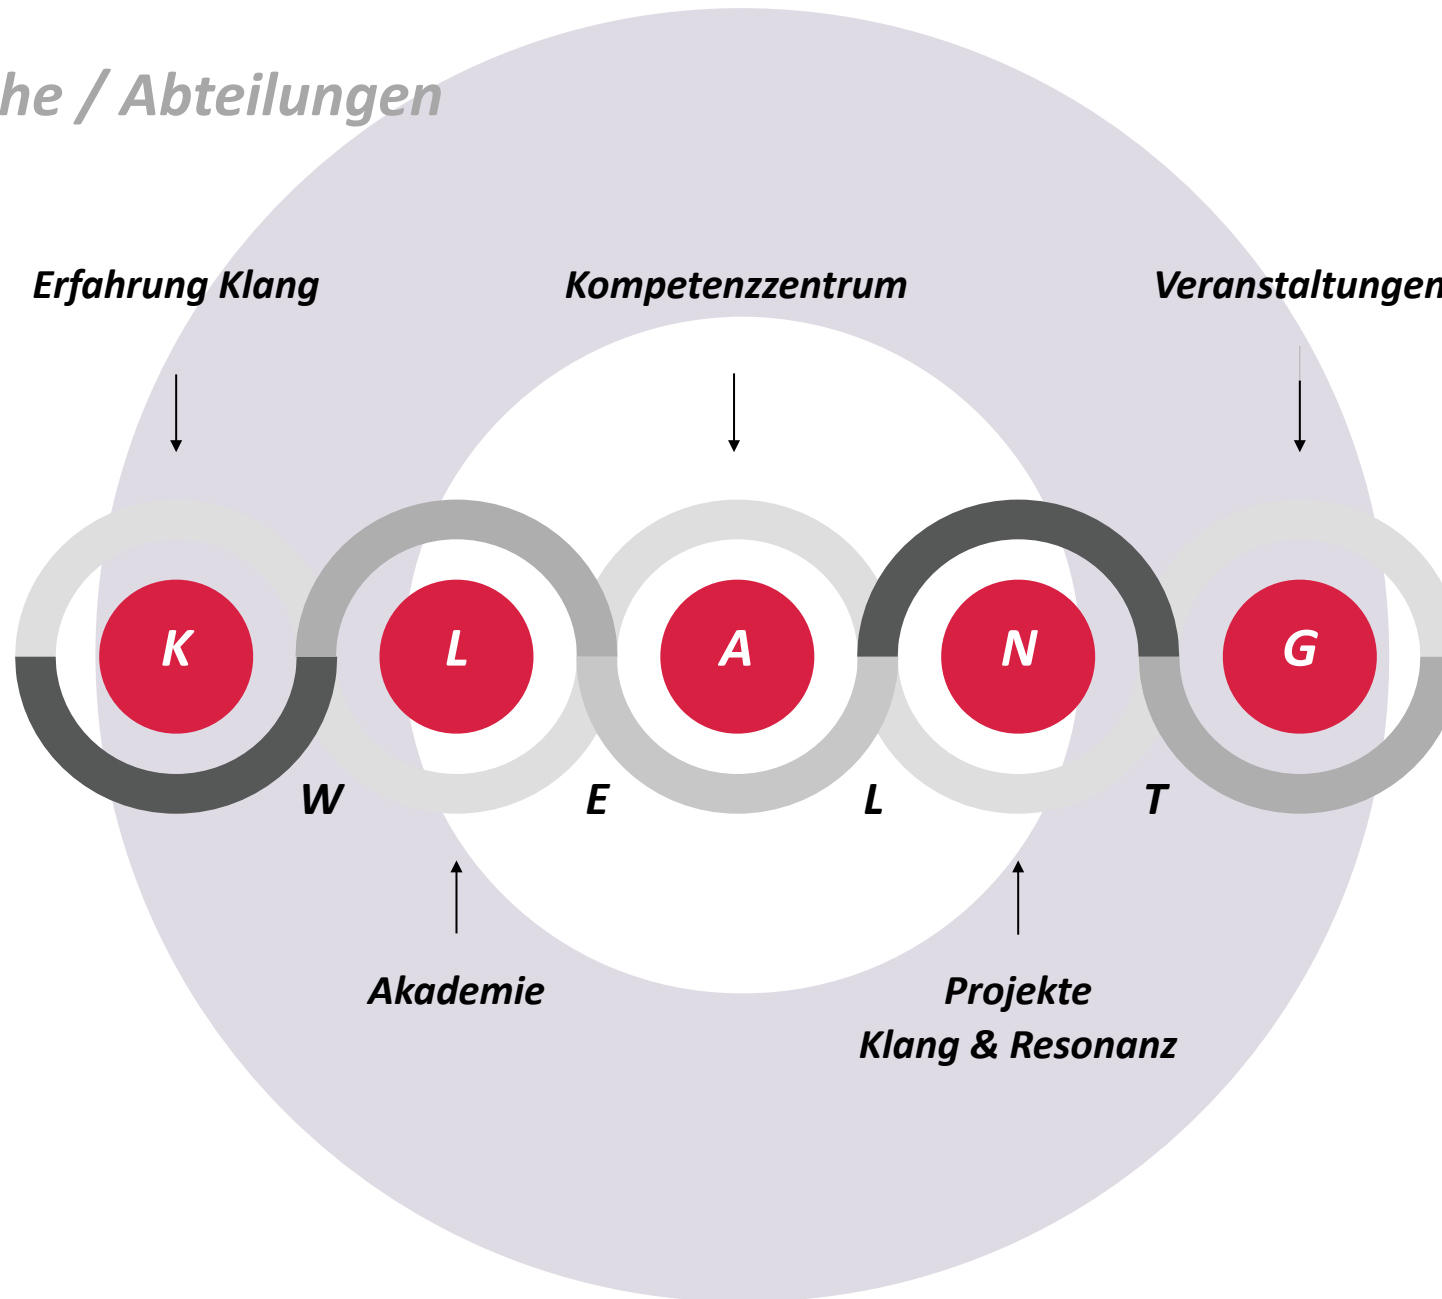 he / Abteilungen
Erfahrung Klang
Kompetenzzentrum
Veranstaltungen
K L A N G
W E L T
Akademie
Projekte
Klang & Resonanz